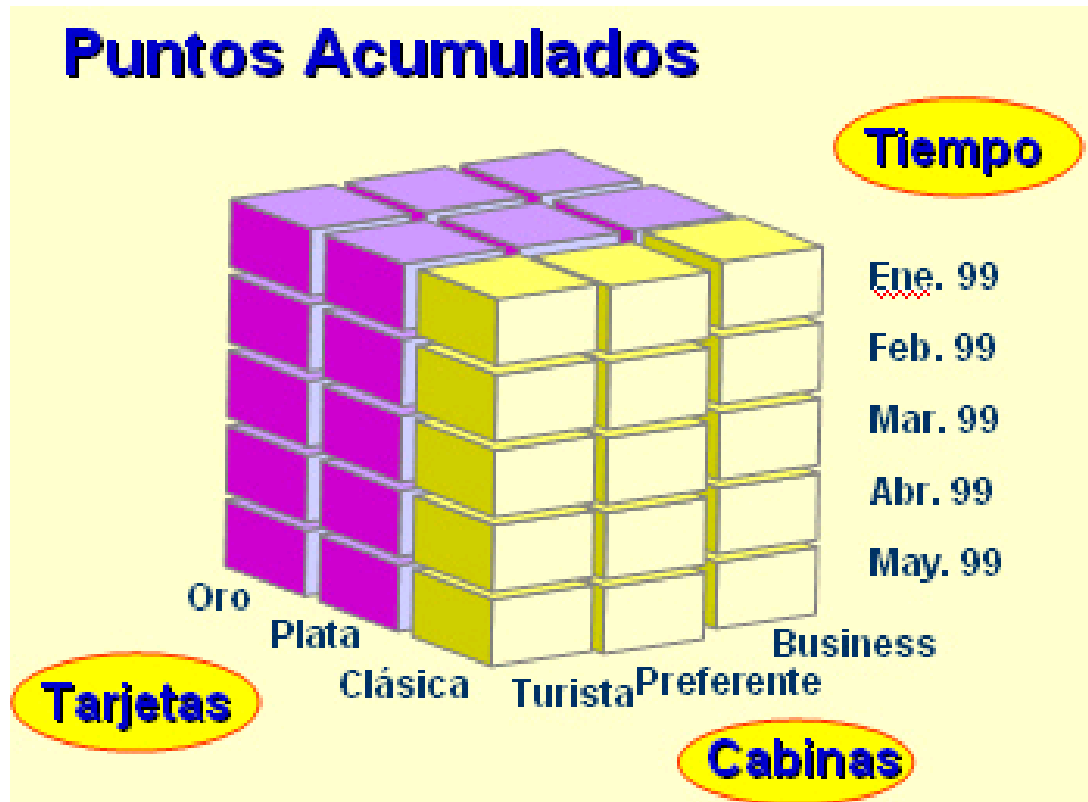 Puntos Acumulados
Tiempo
Ene. 99
Feb. 99
Mar. 99
Abr. 99
May. 99
Oro
Plata
Clásica
Turista
Preferente
Business
Tarjetas
Cabinas